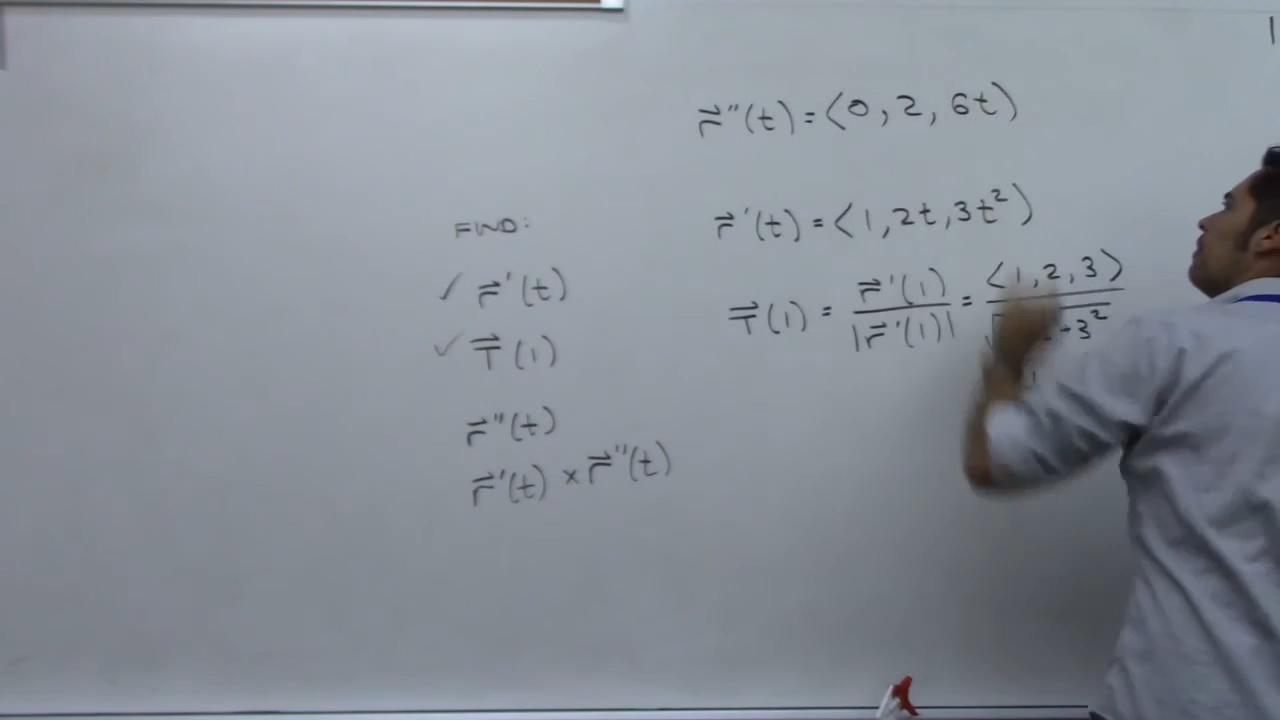 FIND:
✓ r⃗'(t)
✓ T⃗(1)
r⃗''(t)
r⃗'(t) × r⃗''(t)
r⃗''(t) = ⟨0, 2, 6t⟩
r⃗'(t) = ⟨1, 2t, 3t²⟩
T⃗(1) = r⃗'(1) / |r⃗'(1)| = ⟨1, 2, 3⟩ / √ +3²